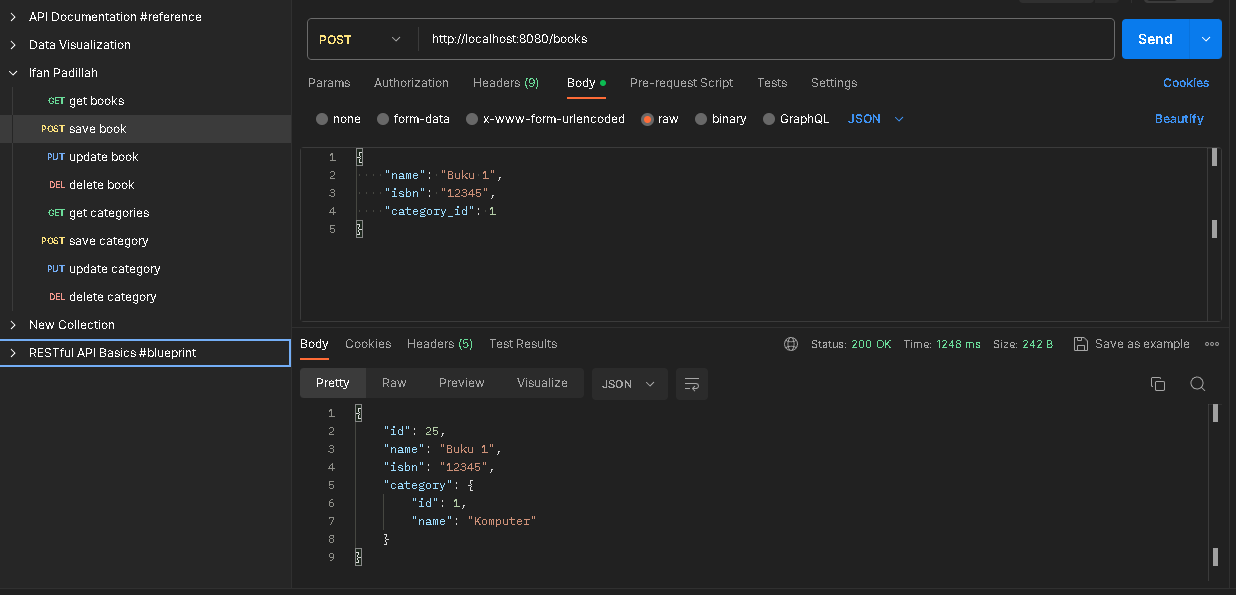 API Documentation #reference
Data Visualization
Ifan Padillah
GET get books
POST save book
PUT update book
DEL delete book
GET get categories
POST save category
PUT update category
DEL delete category
New Collection
RESTful API Basics #blueprint
POST http://localhost:8080/books Send
Params Authorization Headers (9) Body Pre-request Script Tests Settings Cookies
none form-data x-www-form-urlencoded raw binary GraphQL JSON Beautify
1 {
2 "name": "Buku 1",
3 "isbn": "12345",
4 "category_id": 1
5 }
Body Cookies Headers (5) Test Results Status: 200 OK Time: 1248 ms Size: 242 B Save as example
Pretty Raw Preview Visualize JSON
1 {
2 "id": 25,
3 "name": "Buku 1",
4 "isbn": "12345",
5 "category": {
6 "id": 1,
7 "name": "Komputer"
8 }
9 }